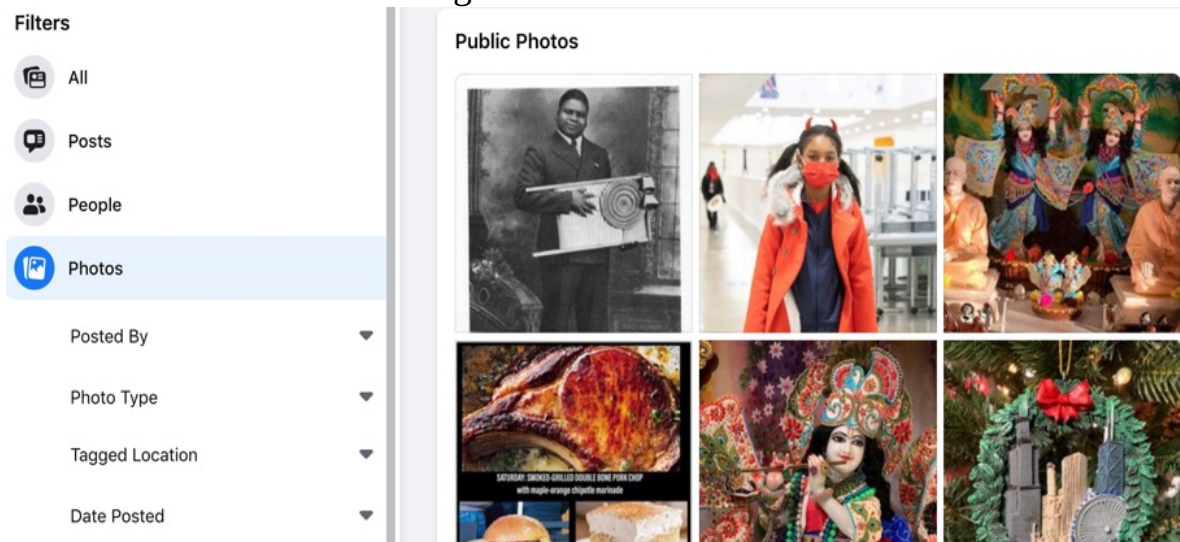 Filters
All
Posts
People
Photos
Posted By
Photo Type
Tagged Location
Date Posted
Public Photos
SATURDAY: SMOKED-GRILLED DOUBLE BONE PORK CHOP
with maple-orange chipotle marinade